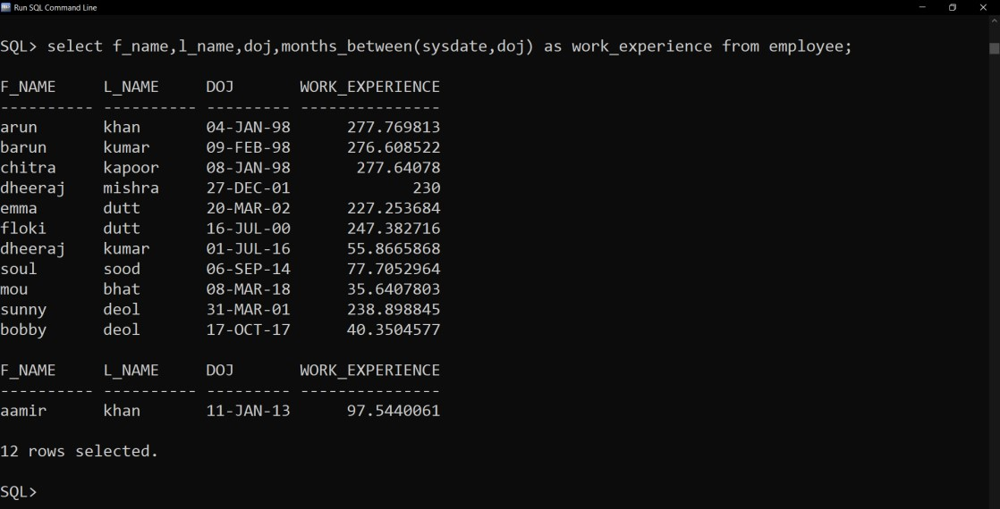 Run SQL Command Line
SQL> select f_name,l_name,doj,months_between(sysdate,doj) as work_experience from employee;
F_NAME     L_NAME     DOJ       WORK_EXPERIENCE
---------- ---------- --------- ---------------
arun       khan       04-JAN-98      277.769813
barun      kumar      09-FEB-98      276.608522
chitra     kapoor     08-JAN-98       277.64078
dheeraj    mishra     27-DEC-01             230
emma       dutt       20-MAR-02      227.253684
floki      dutt       16-JUL-00      247.382716
dheeraj    kumar      01-JUL-16      55.8665868
soul       sood       06-SEP-14      77.7052964
mou        bhat       08-MAR-18      35.6407803
sunny      deol       31-MAR-01      238.898845
bobby      deol       17-OCT-17      40.3504577
F_NAME     L_NAME     DOJ       WORK_EXPERIENCE
---------- ---------- --------- ---------------
aamir      khan       11-JAN-13      97.5440061
12 rows selected.
SQL>